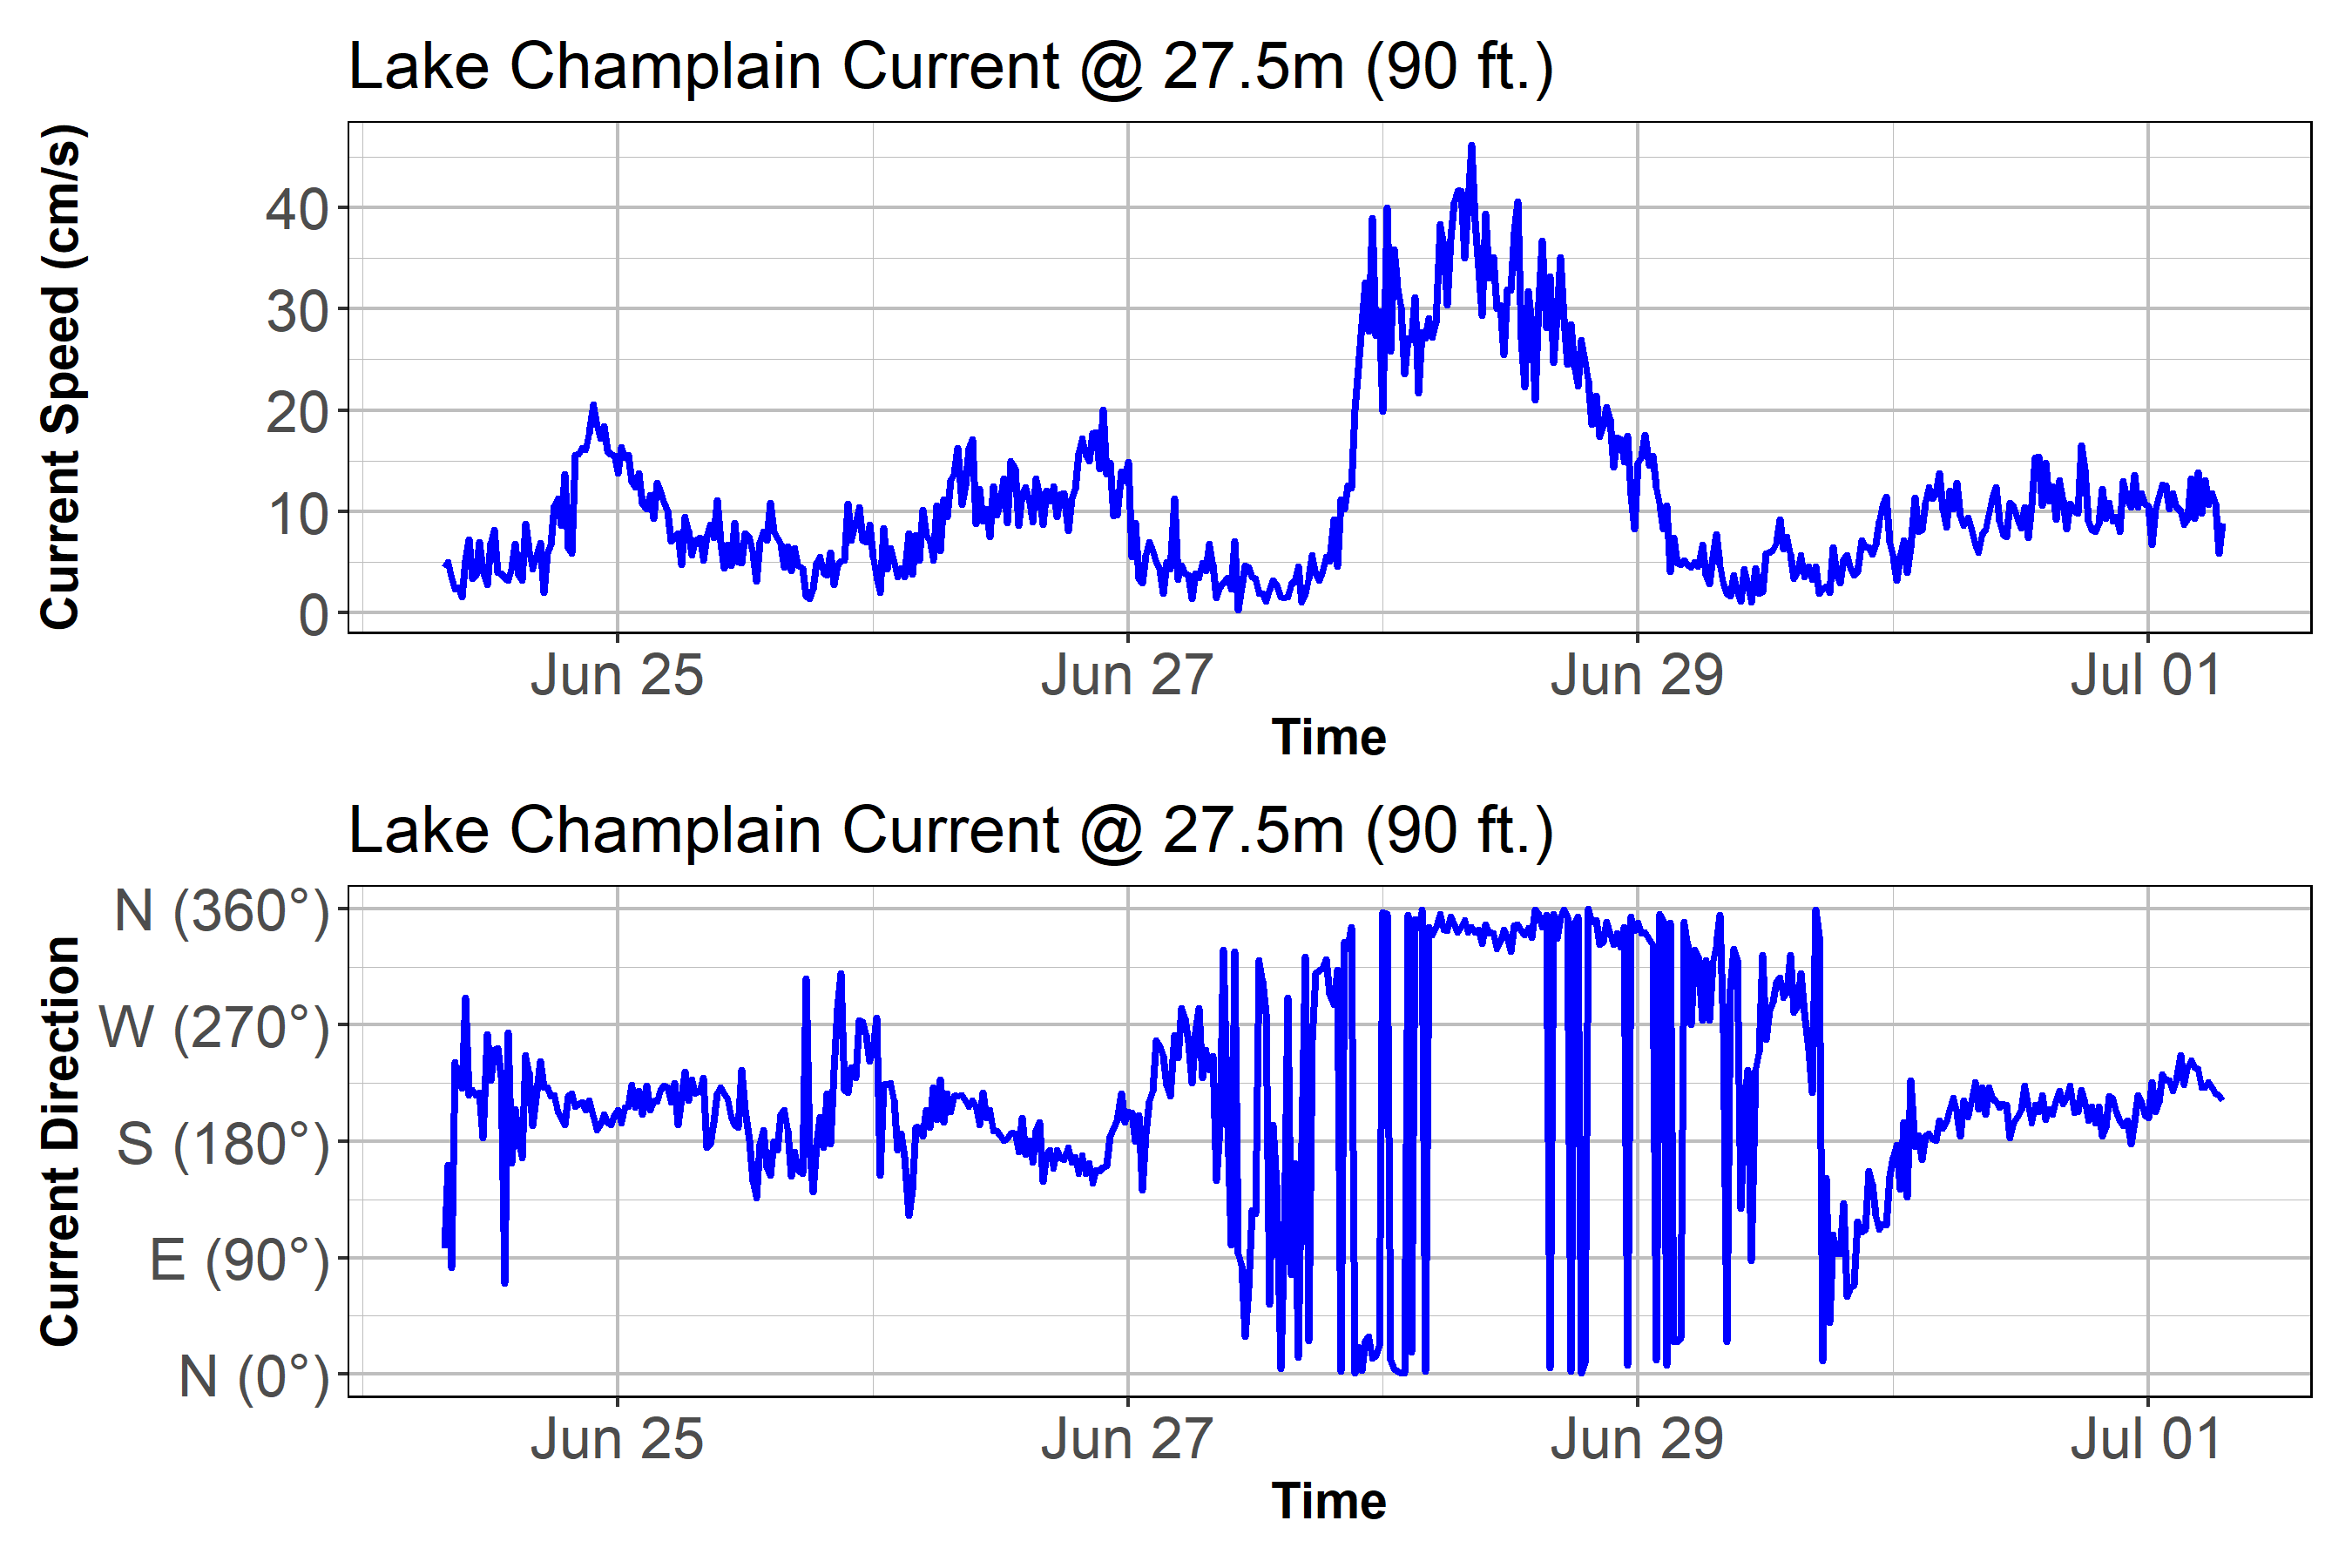 Lake Champlain Current @ 27.5m (90 ft.)
Current Speed (cm/s)
40
30
20
10
0
Jun 25 Jun 27 Jun 29 Jul 01
Time
Lake Champlain Current @ 27.5m (90 ft.)
Current Direction
N (360°)
W (270°)
S (180°)
E (90°)
N (0°)
Jun 25 Jun 27 Jun 29 Jul 01
Time